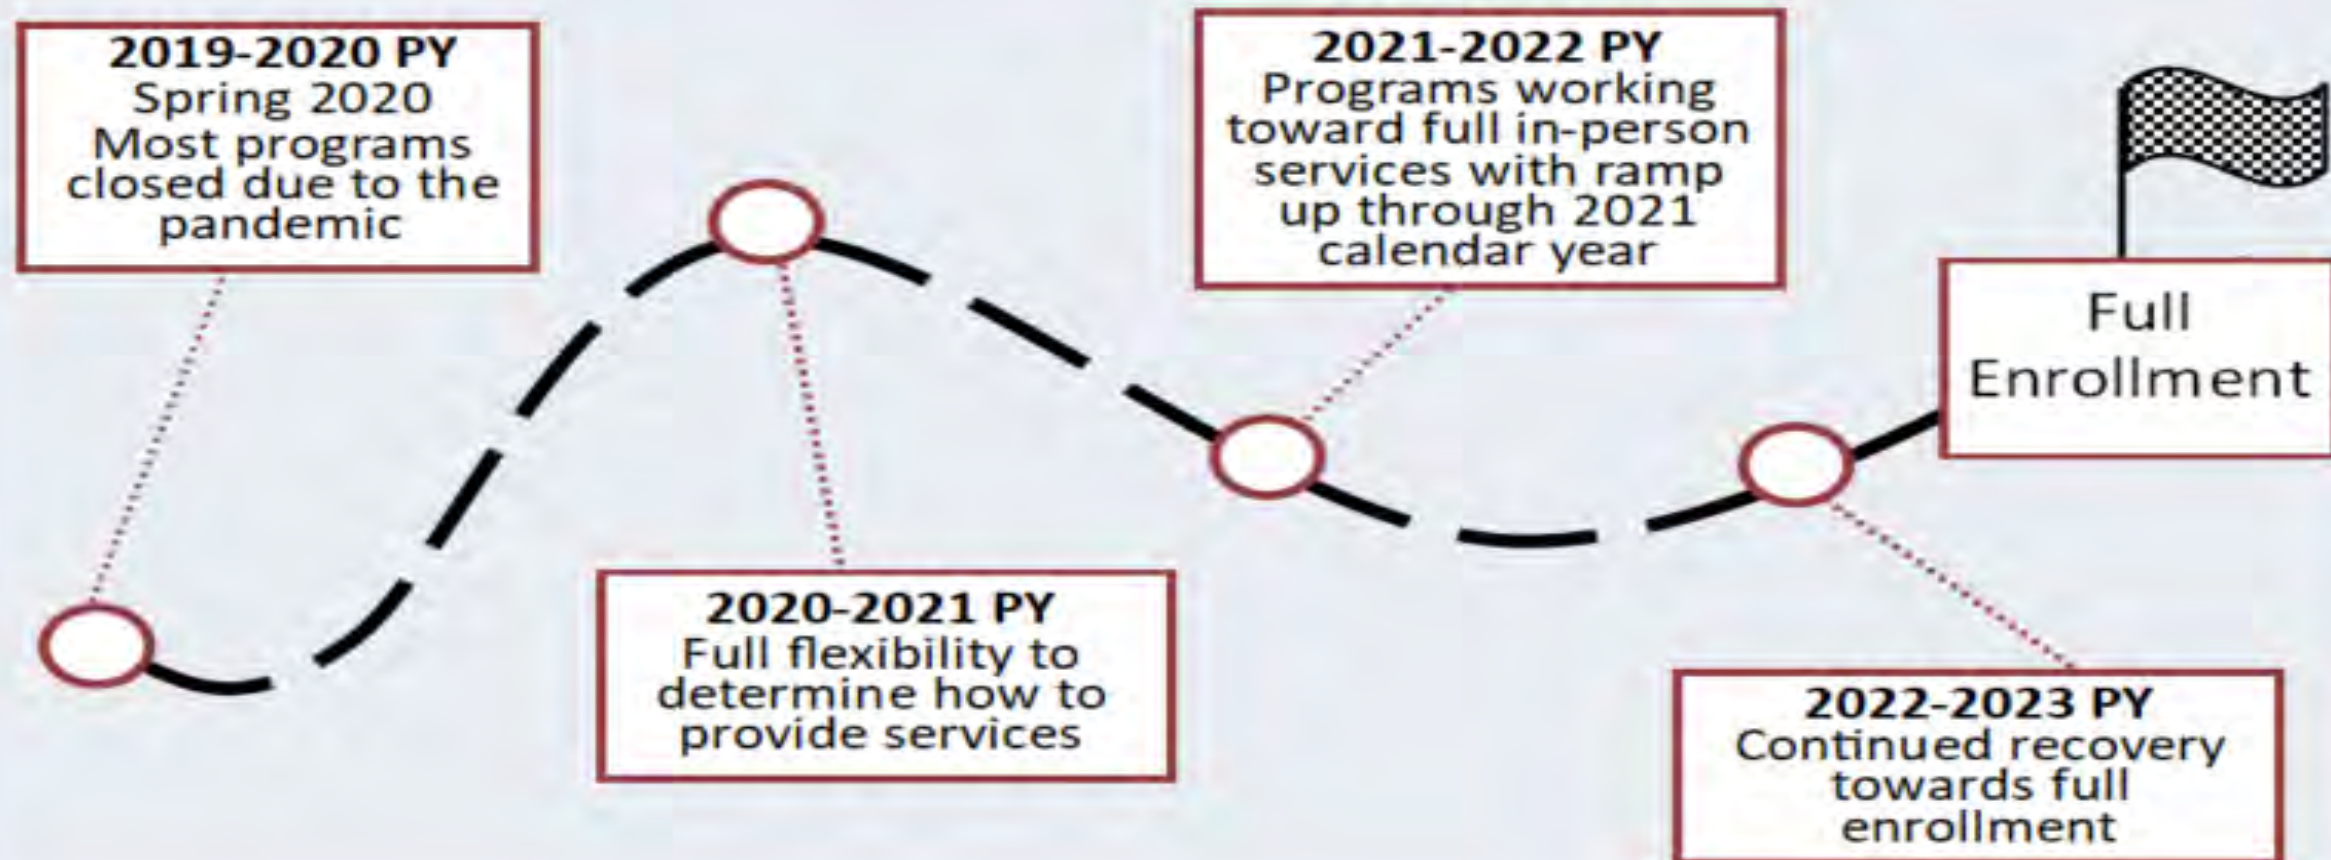 2019-2020 PY
Spring 2020
Most programs
closed due to the
pandemic
2020-2021 PY
Full flexibility to
determine how to
provide services
2021-2022 PY
Programs working
toward full in-person
services with ramp
up through 2021
calendar year
2022-2023 PY
Continued recovery
towards full
enrollment
Full
Enrollment